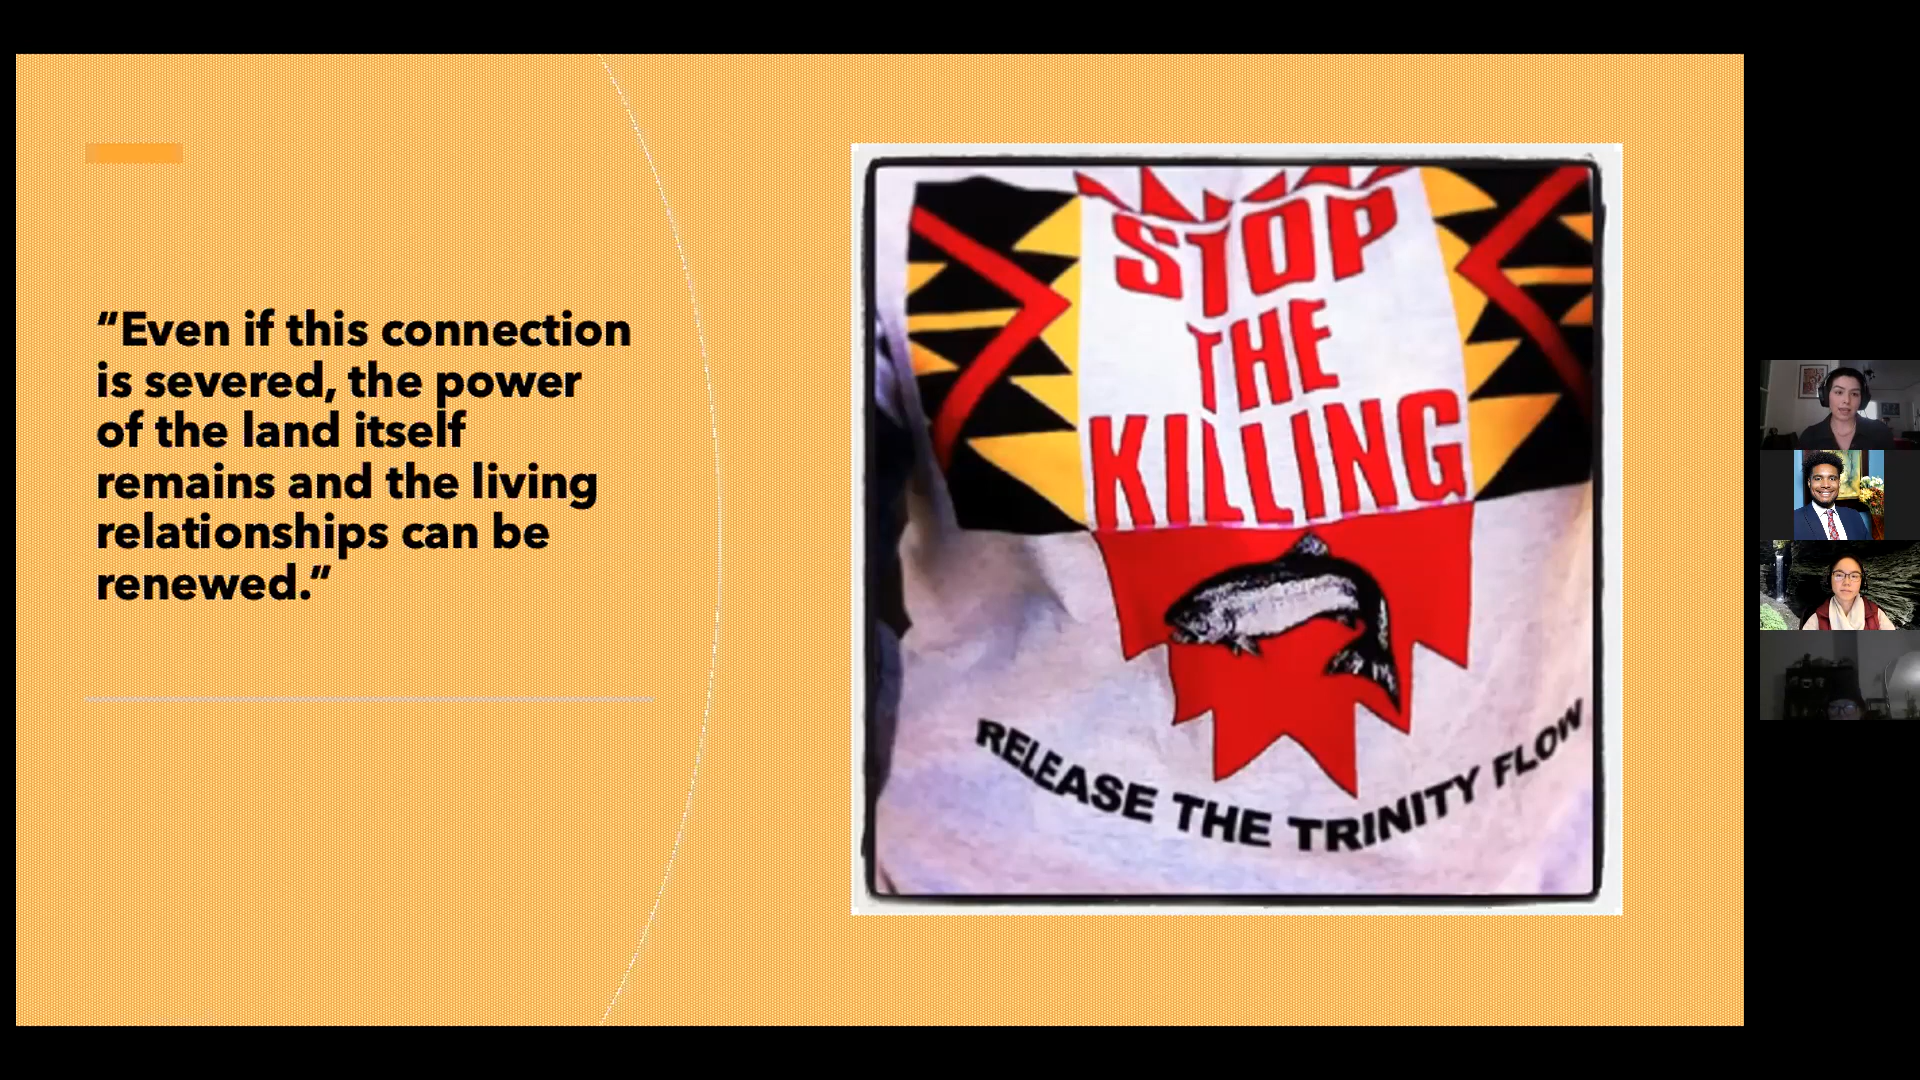 “Even if this connection
is severed, the power
of the land itself
remains and the living
relationships can be
renewed.”
STOP
THE
KILLING
RELEASE THE TRINITY FLOW